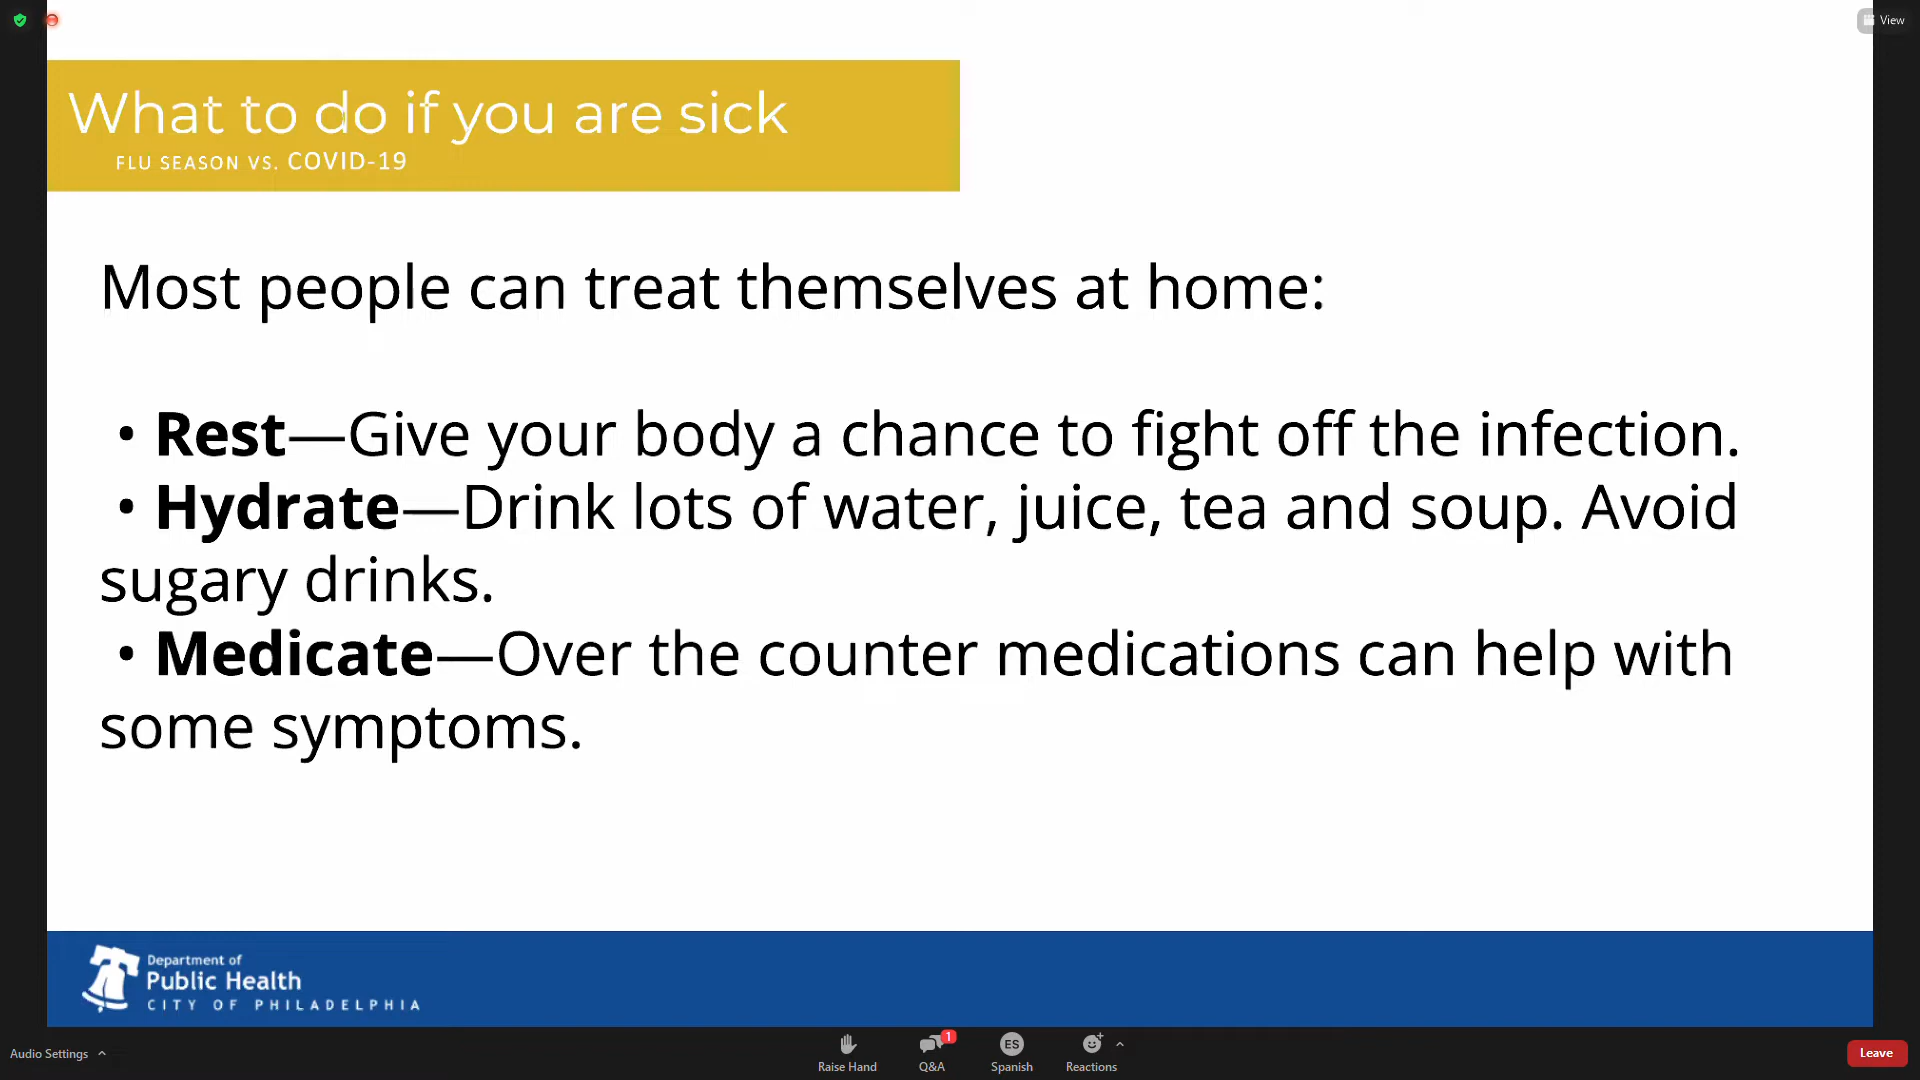 View
What to do if you are sick
FLU SEASON VS. COVID-19
Most people can treat themselves at home:
• Rest—Give your body a chance to fight off the infection.
• Hydrate—Drink lots of water, juice, tea and soup. Avoid
sugary drinks.
• Medicate—Over the counter medications can help with
some symptoms.
Department of
Public Health
CITY OF PHILADELPHIA
Audio Settings
Raise Hand
1
Q&A
ES
Spanish
Reactions
Leave